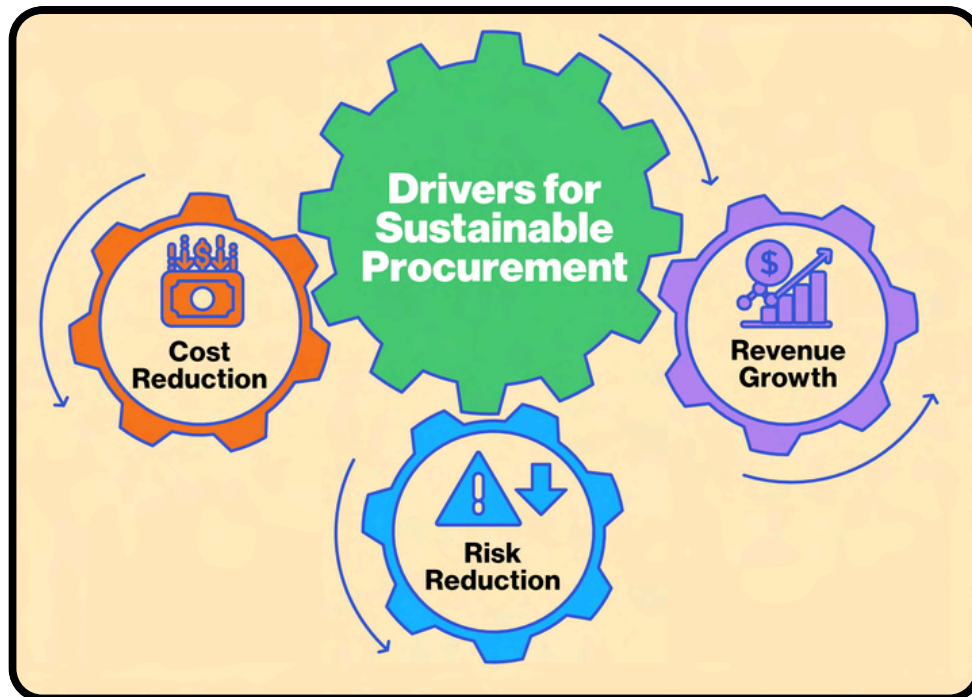 Drivers for
Sustainable
Procurement
$
Cost
Reduction
$
Revenue
Growth
!
Risk
Reduction